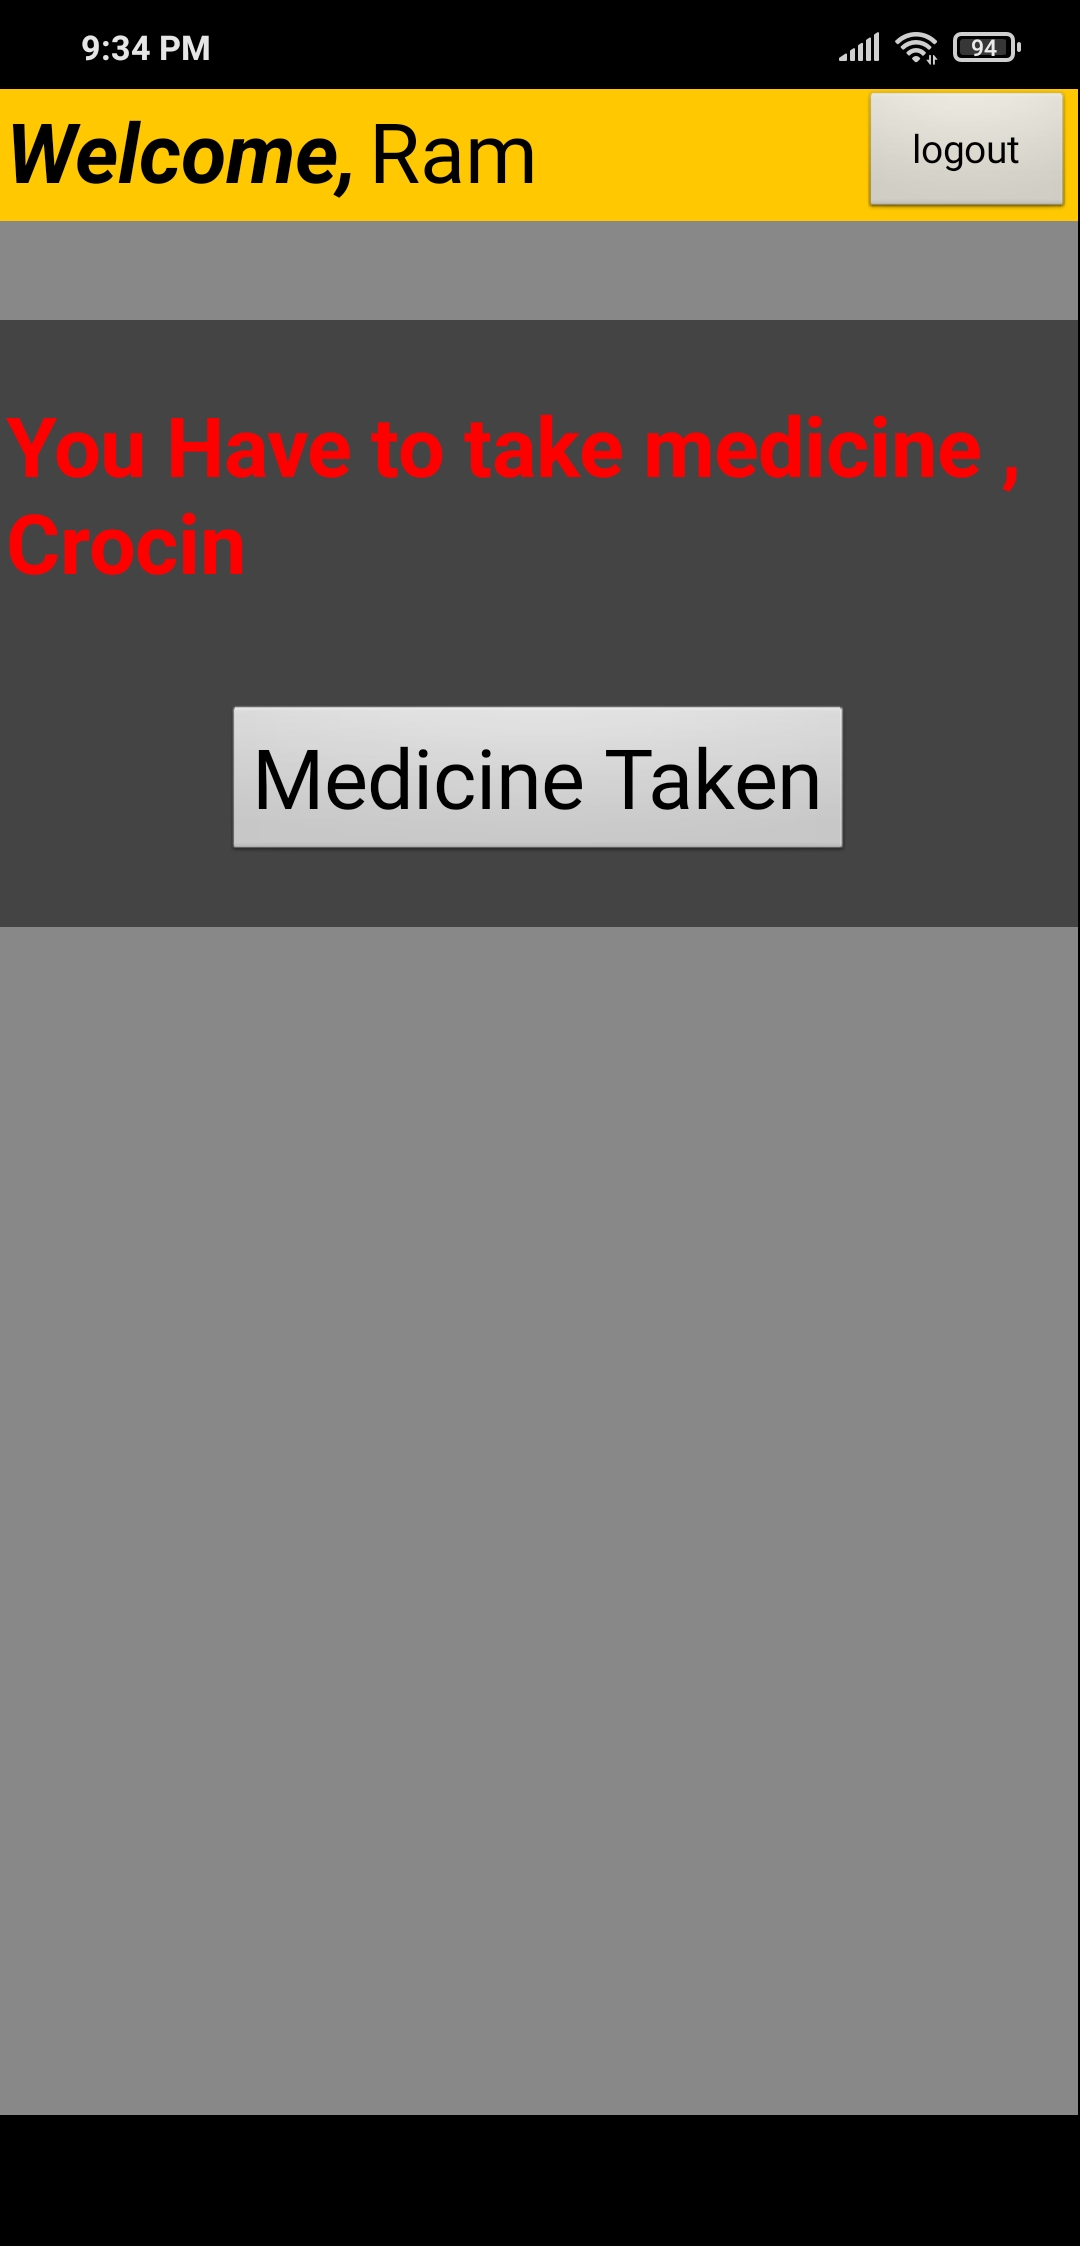 9:34 PM 94
Welcome, Ram logout
You Have to take medicine ,
Crocin
Medicine Taken